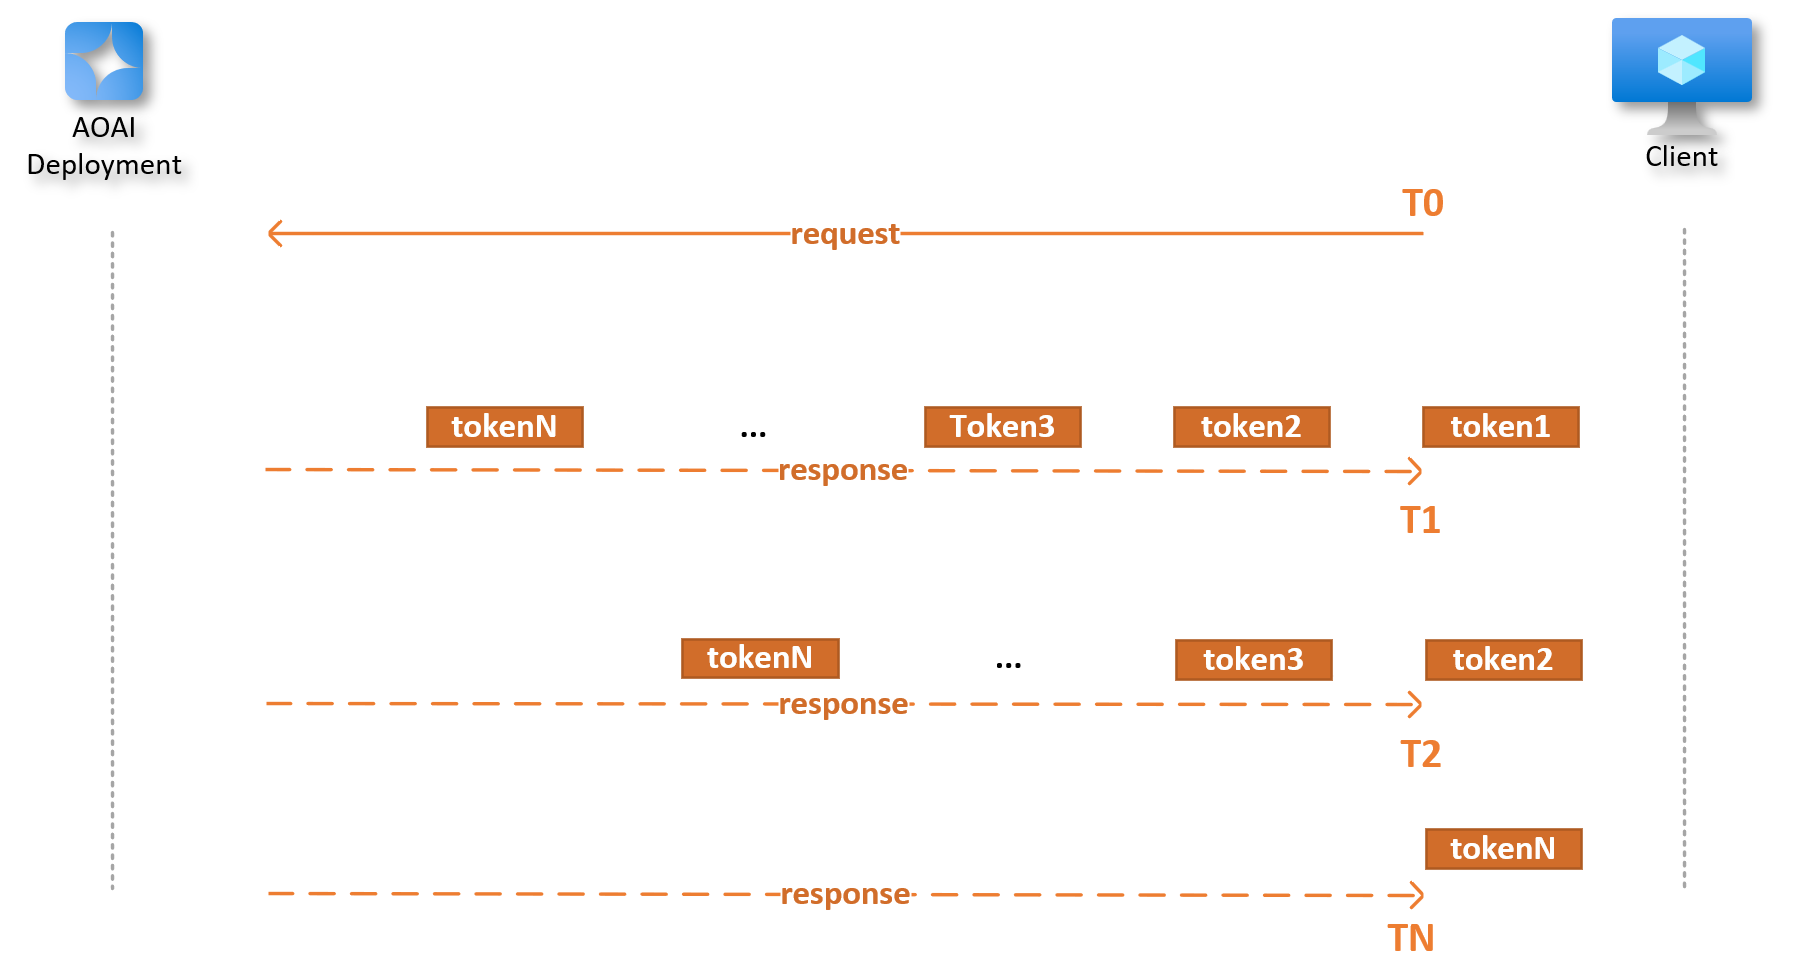 AOAI
Deployment
Client
T0
request
tokenN
...
Token3
token2
token1
response
T1
tokenN
...
token3
token2
response
T2
tokenN
response
TN